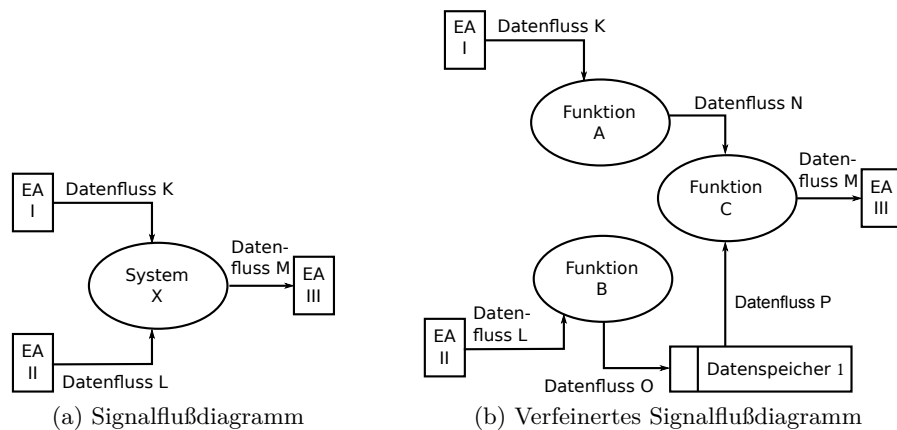 EA
I
Datenfluss K
System
X
Daten-
fluss M
EA
III
EA
II
Datenfluss L
(a) Signalflußdiagramm
EA
I
Datenfluss K
Funktion
A
Datenfluss N
Funktion
C
Daten-
fluss M
EA
III
Funktion
B
Daten-
fluss L
EA
II
Datenfluss O
Datenfluss P
Datenspeicher 1
(b) Verfeinertes Signalflußdiagramm